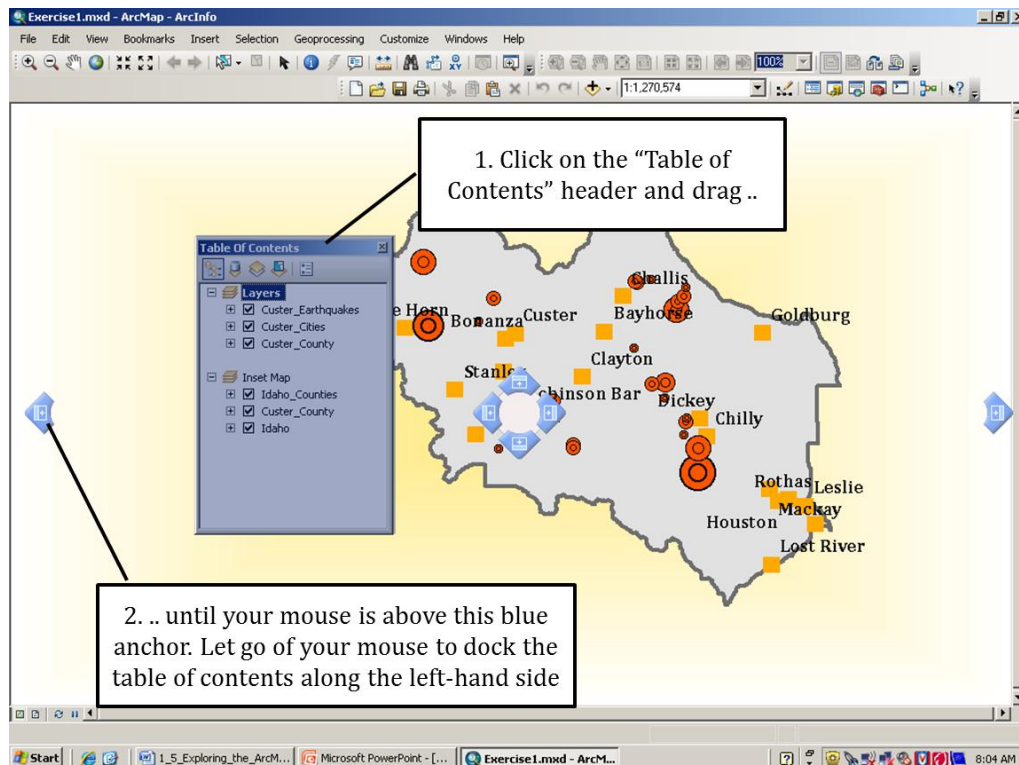 Exercise1.mxd - ArcMap - ArcInfo
File Edit View Bookmarks Insert Selection Geoprocessing Customize Windows Help
100%
1:1,270,574
1. Click on the “Table of
Contents” header and drag ..
Table Of Contents
Layers
Custer_Earthquakes
Custer_Cities
Custer_County
Inset Map
Idaho_Counties
Custer_County
Idaho
Challis
e Horn
Bonanza
Custer
Bayhorse
Goldburg
Clayton
Stanley
binson Bar
Dickey
Chilly
Rothas
Leslie
Mackay
Houston
Lost River
2. .. until your mouse is above this blue
anchor. Let go of your mouse to dock the
table of contents along the left-hand side
Start
1_5_Exploring_the_ArcM...
Microsoft PowerPoint - [...
Exercise1.mxd - ArcM...
8:04 AM